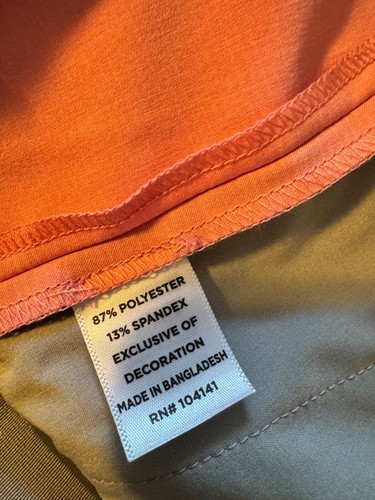 87% POLYESTER
13% SPANDEX
EXCLUSIVE OF
DECORATION
MADE IN BANGLADESH
RN# 104141